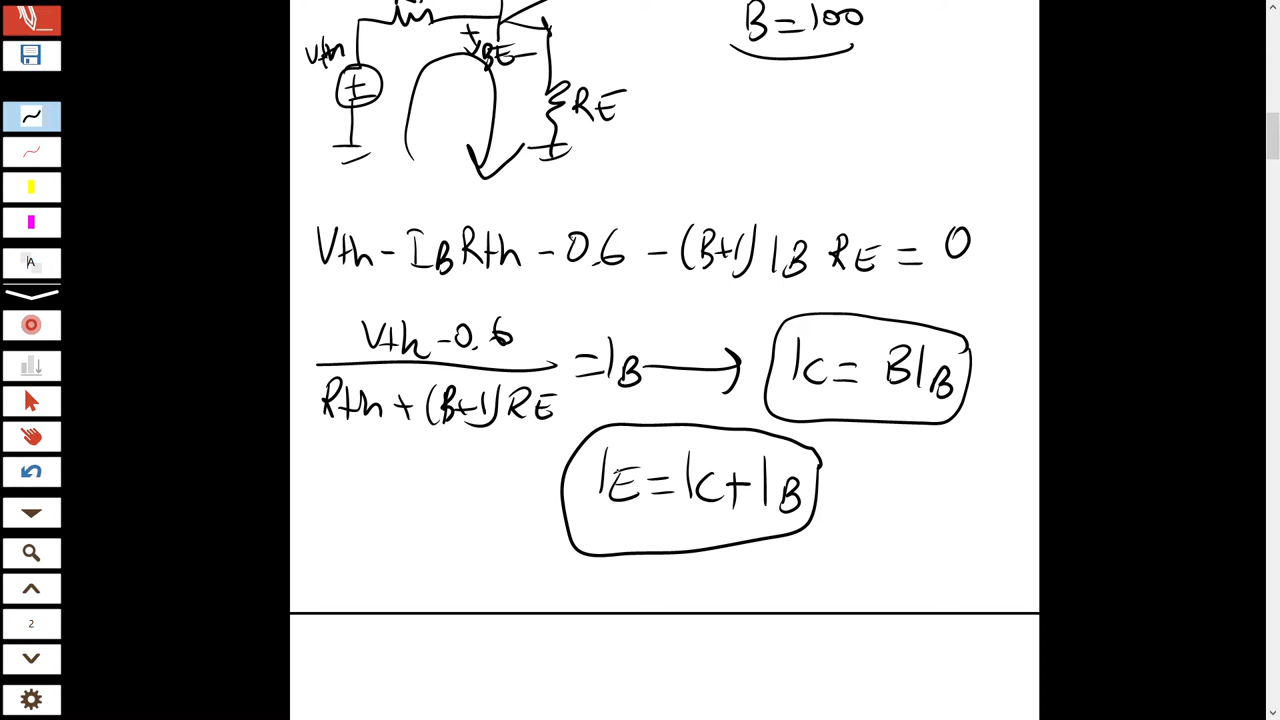 B = 100
Vth
+
VBE -
RE
Vth - IBRth - 0.6 - (B+1) IB RE = 0
Vth - 0.6
= IB → IC = BIB
Rth + (B+1) RE
IE = IC + IB
A
2